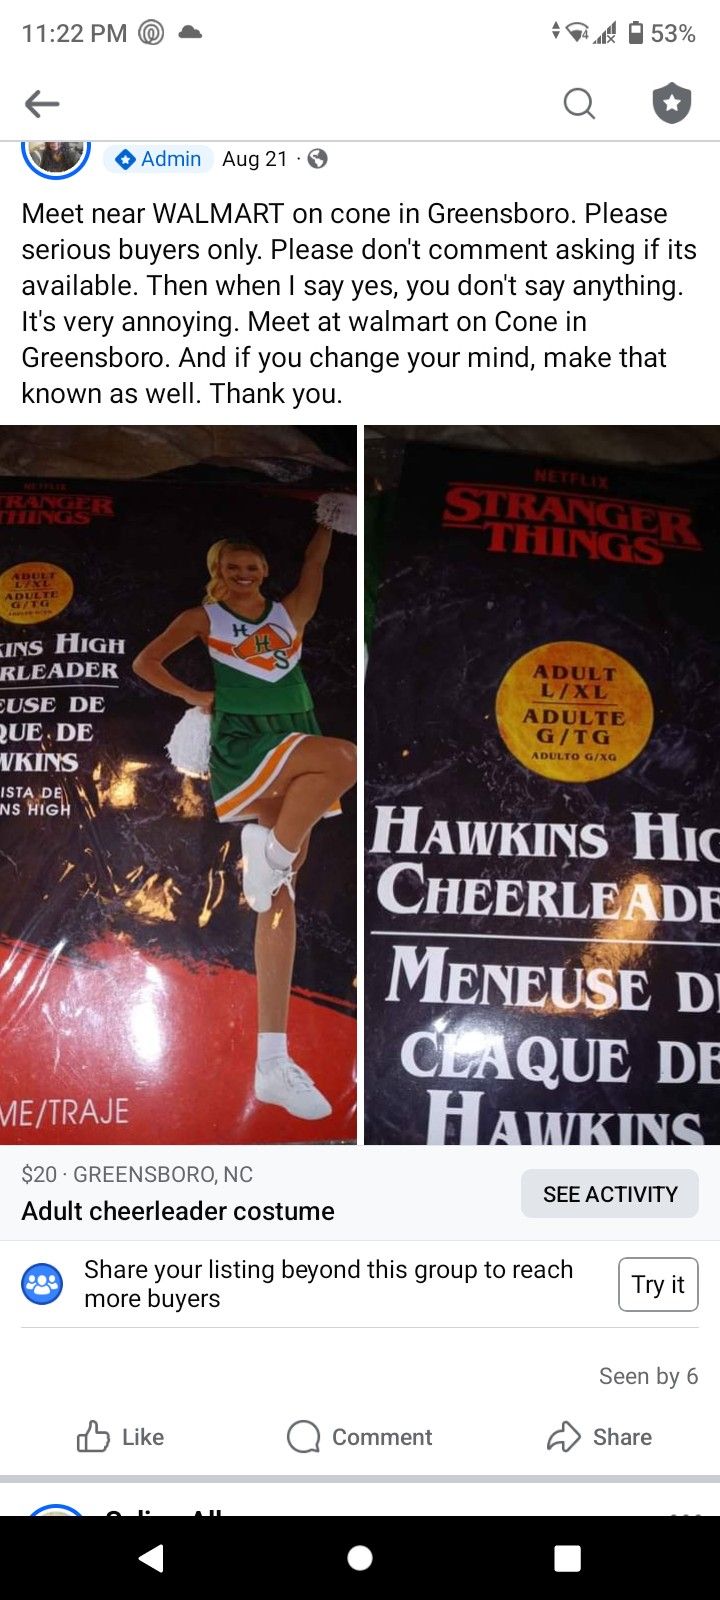 11:22 PM
53%
Admin Aug 21 ·
Meet near WALMART on cone in Greensboro. Please
serious buyers only. Please don't comment asking if its
available. Then when I say yes, you don't say anything.
It's very annoying. Meet at walmart on Cone in
Greensboro. And if you change your mind, make that
known as well. Thank you.
NETFLIX
TRANGER
THINGS
ADULT
L/XL
ADULTE
G/TG
INS HIGH
RLEADER
EUSE DE
QUE DE
WKINS
ISTA DE
NS HIGH
H
H
S
ME/TRAJE
NETFLIX
STRANGER
THINGS
ADULT
L/XL
ADULTE
G/TG
ADULTO G/XG
HAWKINS HIG
CHEERLEADE
MENEUSE D
CLAQUE DE
HAWKINS
$20 · GREENSBORO, NC
Adult cheerleader costume
SEE ACTIVITY
Share your listing beyond this group to reach
more buyers
Try it
Seen by 6
Like
Comment
Share